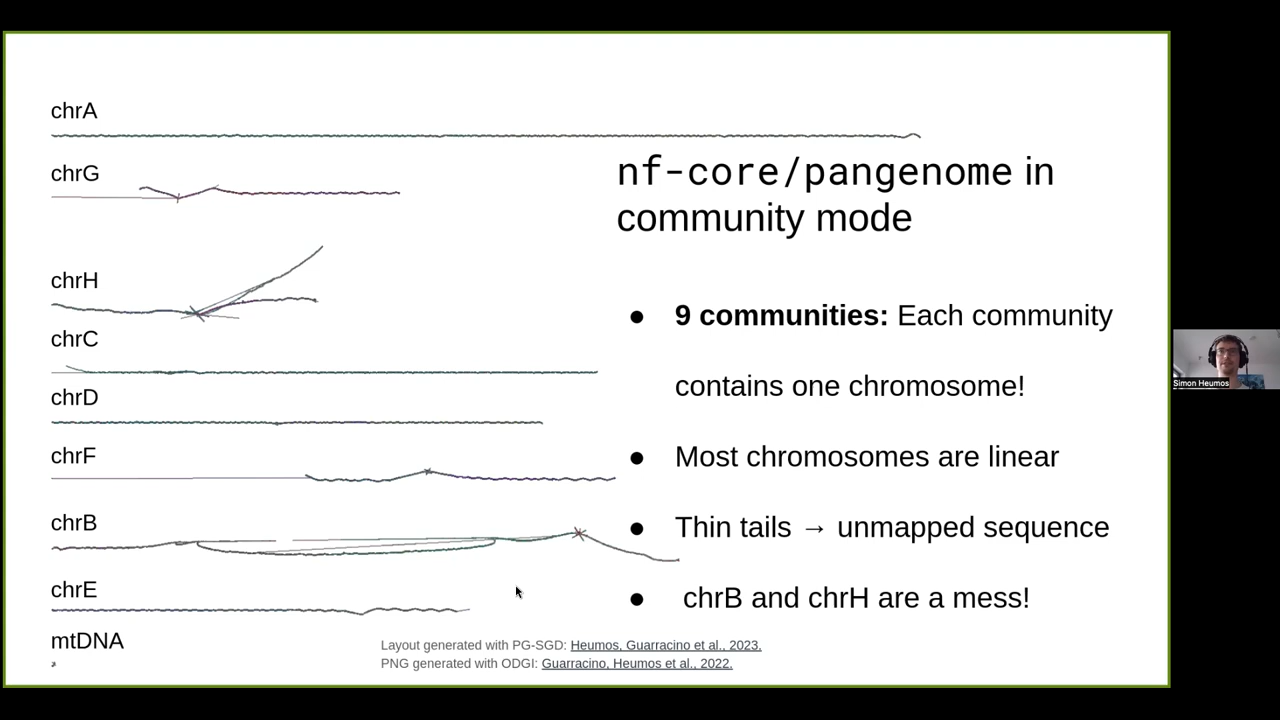 chrA
chrG
chrH
chrC
chrD
chrF
chrB
chrE
mtDNA
nf-core/pangenome in
community mode
● 9 communities: Each community
contains one chromosome!
● Most chromosomes are linear
● Thin tails → unmapped sequence
● chrB and chrH are a mess!
Layout generated with PG-SGD: Heumos, Guarracino et al., 2023.
PNG generated with ODGI: Guarracino, Heumos et al., 2022.
Simon Heumos